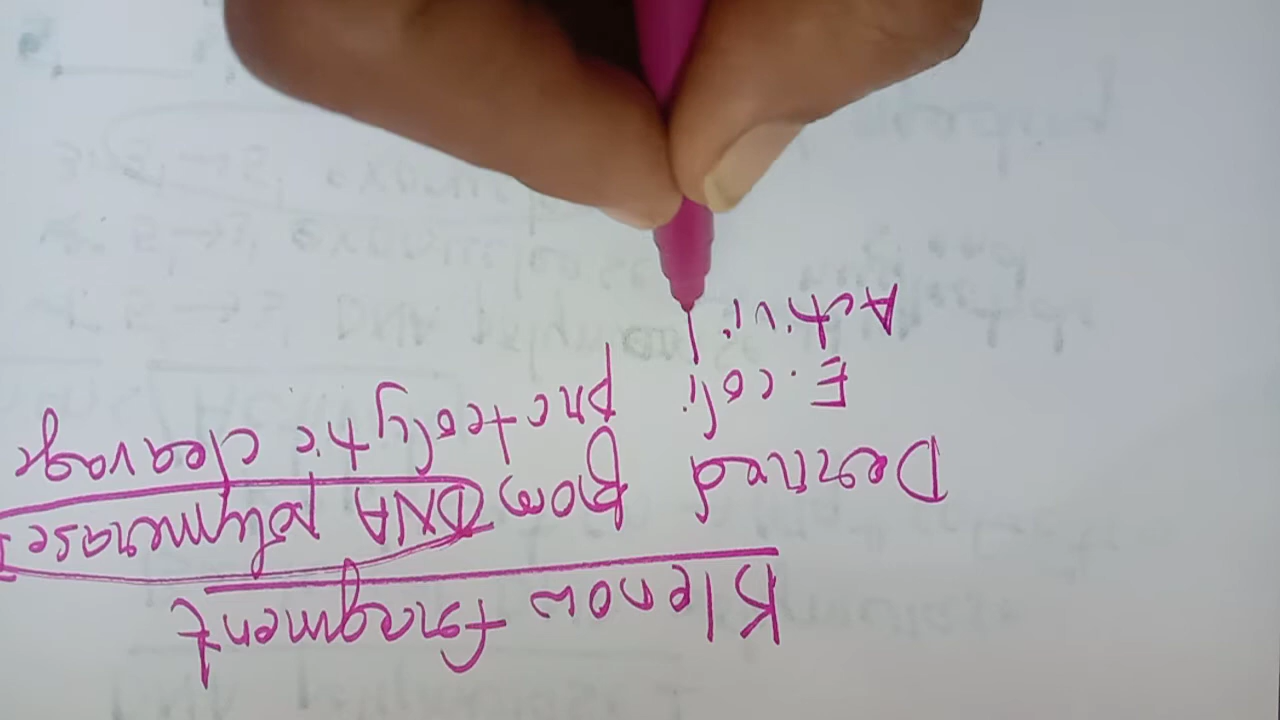 Klenow fragment
Derived from DNA polymerase I
E.coli proteolytic cleavage
Activi